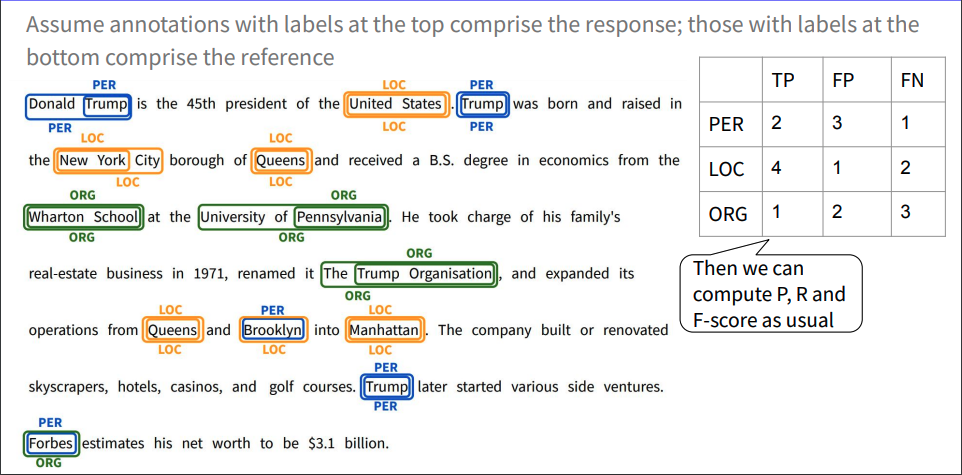 Assume annotations with labels at the top comprise the response; those with labels at the
bottom comprise the reference
PER LOC PER
Donald Trump is the 45th president of the United States . Trump was born and raised in
PER LOC PER
LOC LOC
the New York City borough of Queens and received a B.S. degree in economics from the
LOC LOC
ORG ORG
Wharton School at the University of Pennsylvania . He took charge of his family's
ORG ORG
ORG
real-estate business in 1971, renamed it The Trump Organisation , and expanded its
ORG
LOC PER LOC
operations from Queens and Brooklyn into Manhattan . The company built or renovated
LOC LOC LOC
PER
skyscrapers, hotels, casinos, and golf courses. Trump later started various side ventures.
PER
PER
Forbes estimates his net worth to be $3.1 billion.
ORG
TP FP FN
PER 2 3 1
LOC 4 1 2
ORG 1 2 3
Then we can
compute P, R and
F-score as usual